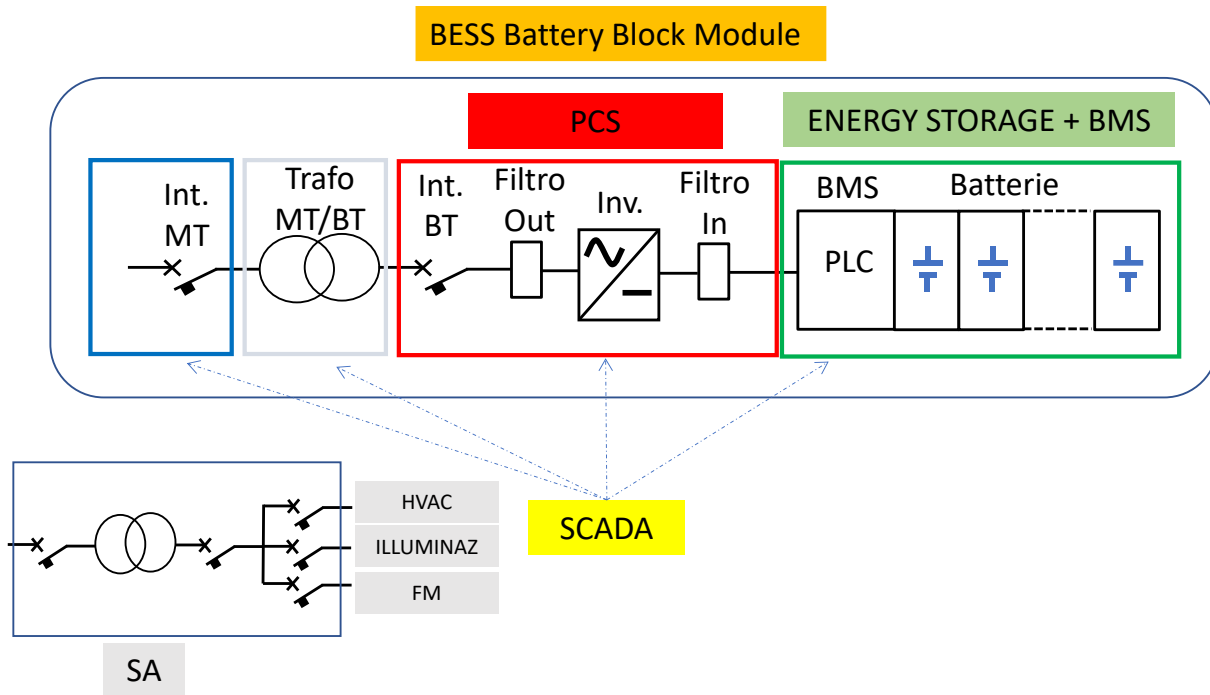 BESS Battery Block Module
PCS
ENERGY STORAGE + BMS
Int.
MT
Trafo
MT/BT
Int.
BT
Filtro
Out
Inv.
Filtro
In
BMS
Batterie
PLC
HVAC
ILLUMINAZ
FM
SCADA
SA